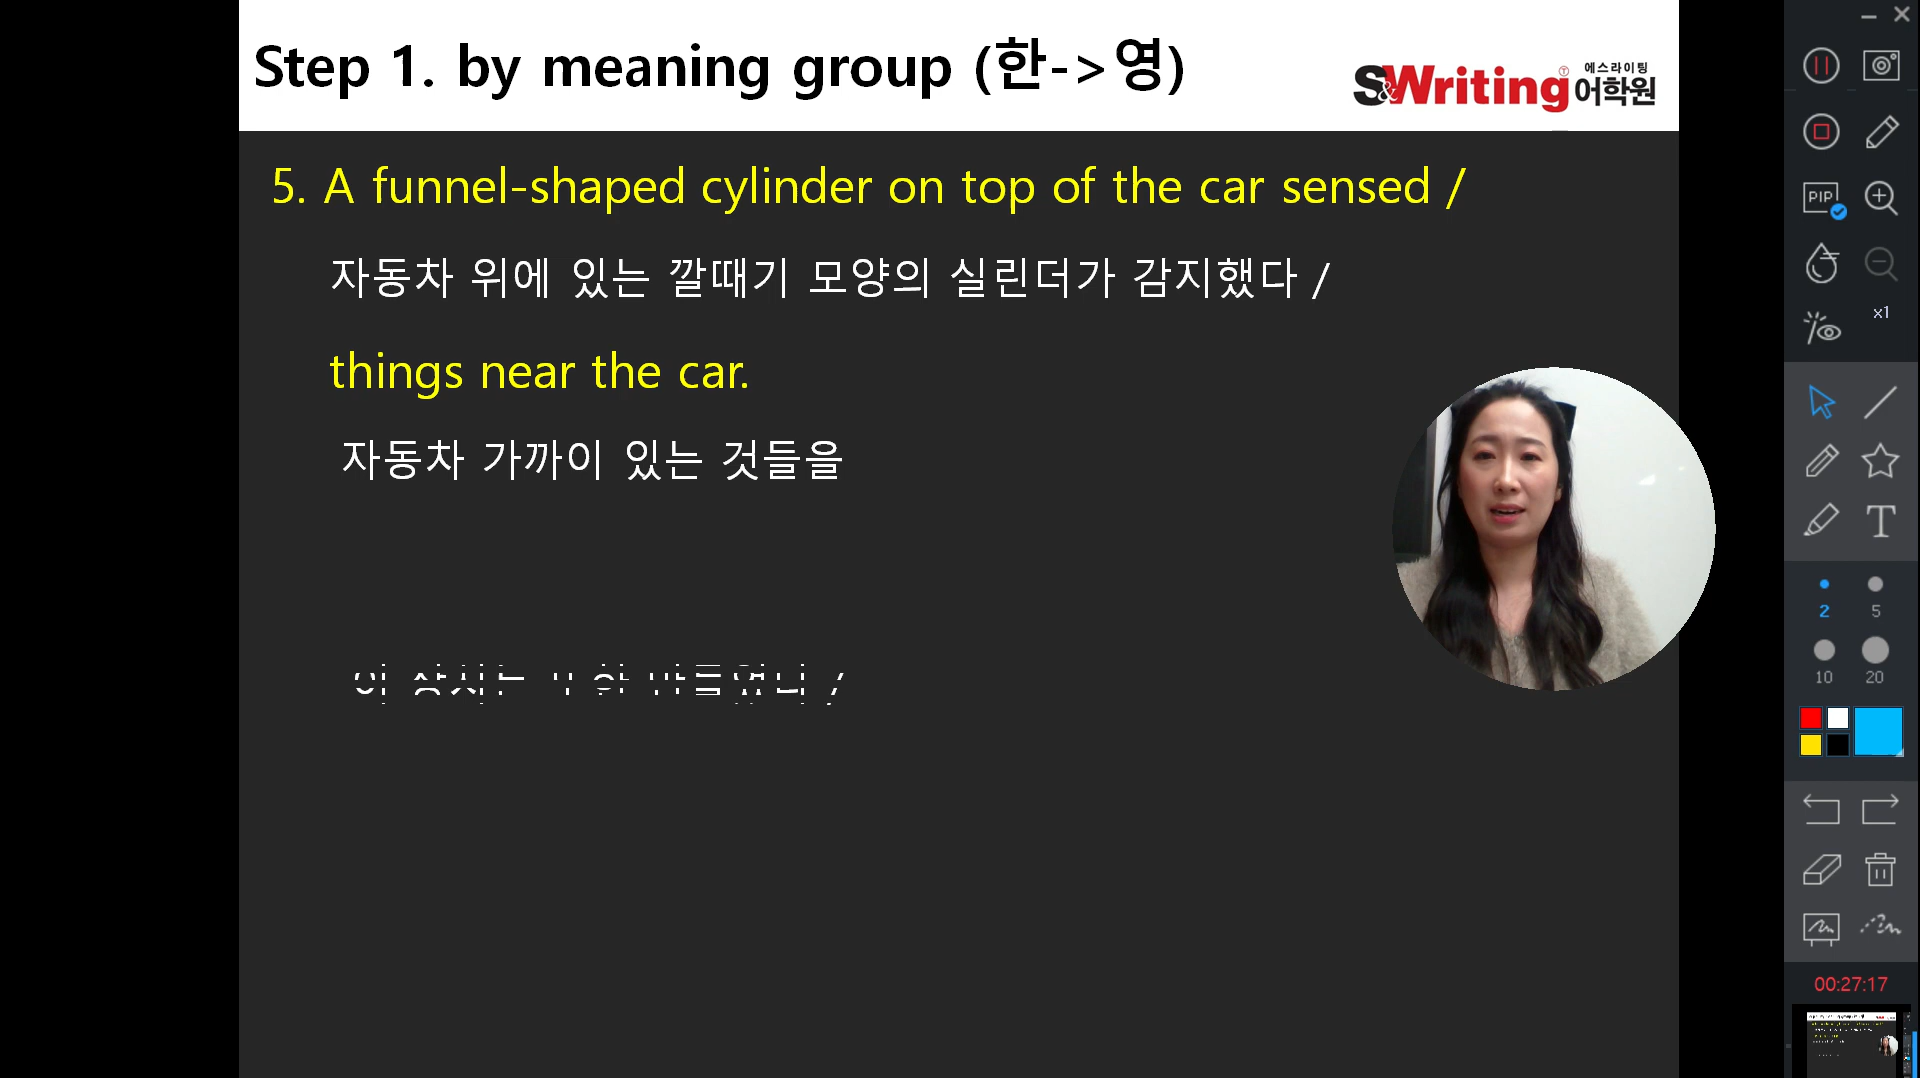 Step 1. by meaning group (한->영)
S&Writing 에스라이팅 어학원
5. A funnel-shaped cylinder on top of the car sensed /
자동차 위에 있는 깔때기 모양의 실린더가 감지했다 /
things near the car.
자동차 가까이 있는 것들을
PIP
x1
T
2 5
10 20
00:27:17